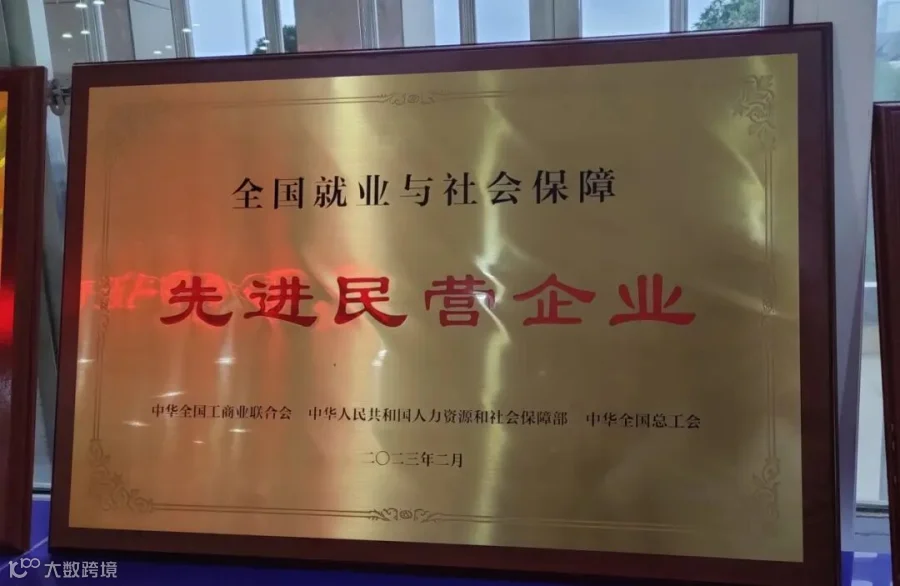 全国就业与社会保障
先进民营企业
中华全国工商业联合会 中华人民共和国人力资源和社会保障部 中华全国总工会
二〇二三年二月
大数跨境